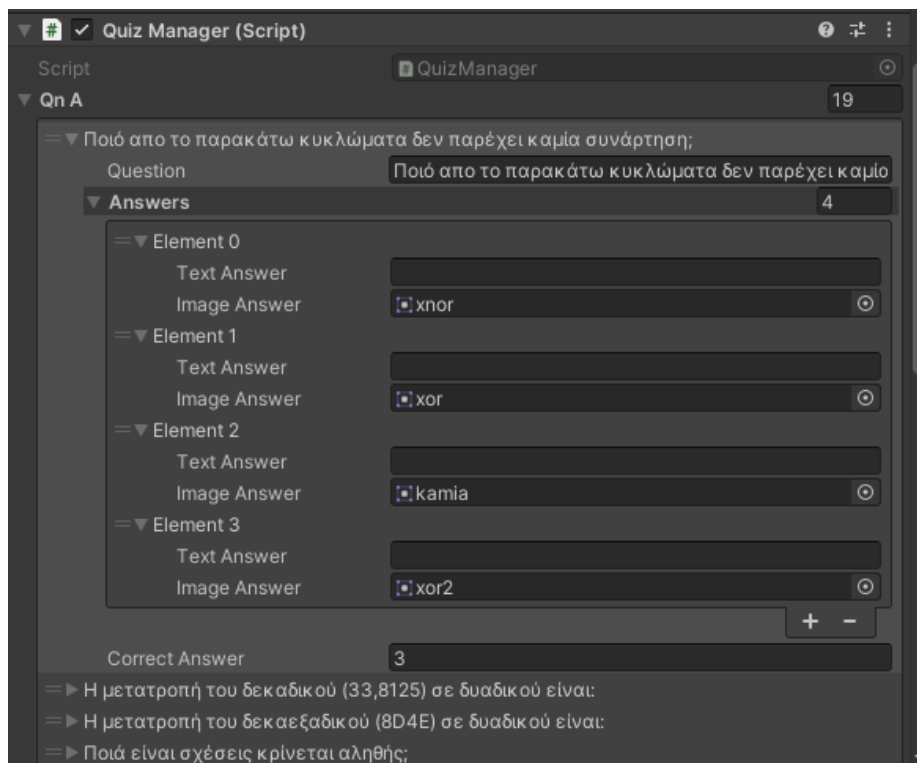 Quiz Manager (Script)
Script QuizManager
Qn A 19
Ποιό απο το παρακάτω κυκλώματα δεν παρέχει καμία συνάρτηση;
Question Ποιό απο το παρακάτω κυκλώματα δεν παρέχει καμίο
Answers 4
Element 0
Text Answer
Image Answer xnor
Element 1
Text Answer
Image Answer xor
Element 2
Text Answer
Image Answer kamia
Element 3
Text Answer
Image Answer xor2
+ −
Correct Answer 3
Η μετατροπή του δεκαδικού (33,8125) σε δυαδικού είναι:
Η μετατροπή του δεκαεξαδικού (8D4E) σε δυαδικού είναι:
Ποιά είναι σχέσεις κρίνεται αληθής;